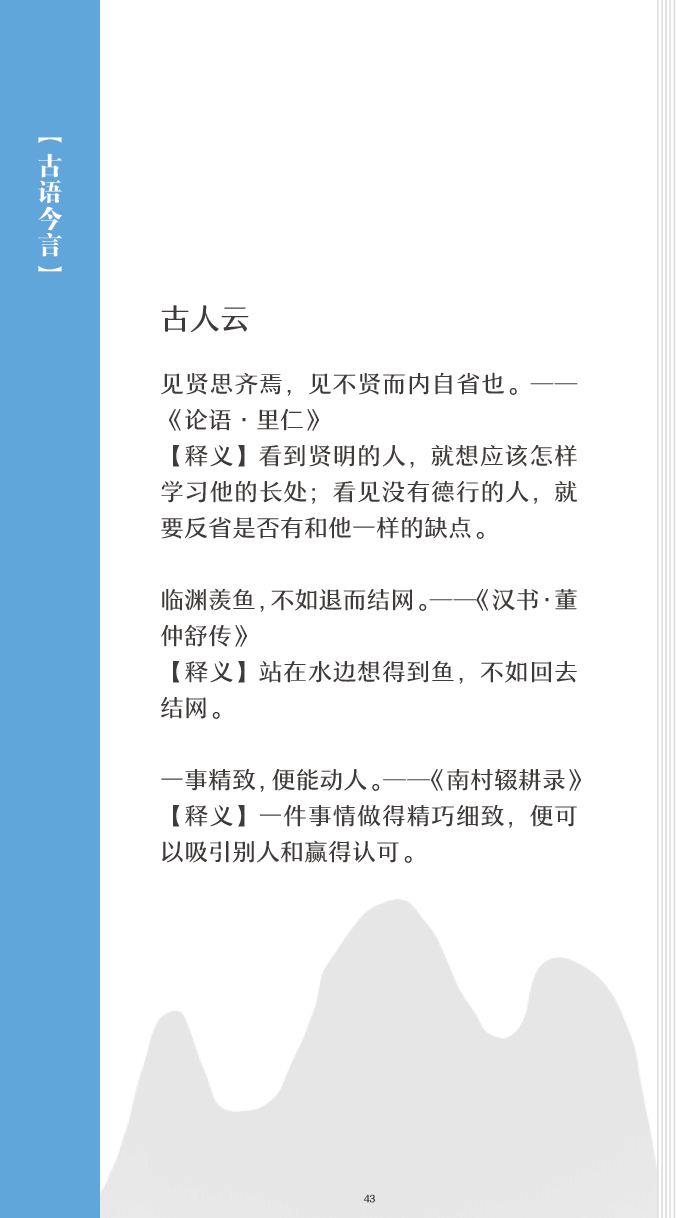 【古语今言】
古人云
见贤思齐焉，见不贤而内自省也。——
《论语·里仁》
【释义】看到贤明的人，就想应该怎样
学习他的长处；看见没有德行的人，就
要反省是否有和他一样的缺点。
临渊羡鱼，不如退而结网。——《汉书·董
仲舒传》
【释义】站在水边想得到鱼，不如回去
结网。
一事精致，便能动人。——《南村辍耕录》
【释义】一件事情做得精巧细致，便可
以吸引别人和赢得认可。
43